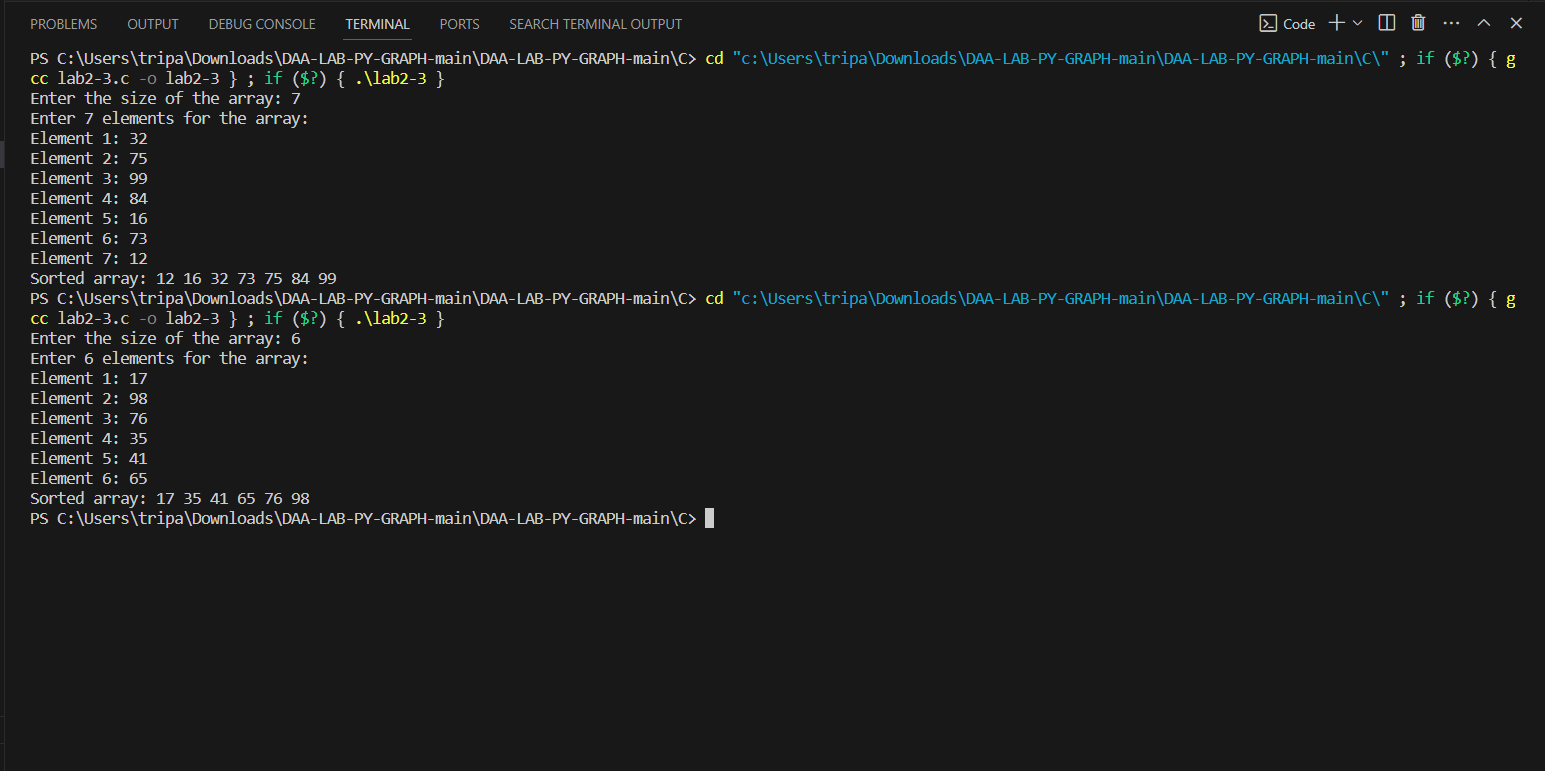 PROBLEMS OUTPUT DEBUG CONSOLE TERMINAL PORTS SEARCH TERMINAL OUTPUT Code
PS C:\Users\tripa\Downloads\DAA-LAB-PY-GRAPH-main\DAA-LAB-PY-GRAPH-main\C> cd "c:\Users\tripa\Downloads\DAA-LAB-PY-GRAPH-main\DAA-LAB-PY-GRAPH-main\C\" ; if ($?) { g
cc lab2-3.c -o lab2-3 } ; if ($?) { .\lab2-3 }
Enter the size of the array: 7
Enter 7 elements for the array:
Element 1: 32
Element 2: 75
Element 3: 99
Element 4: 84
Element 5: 16
Element 6: 73
Element 7: 12
Sorted array: 12 16 32 73 75 84 99
PS C:\Users\tripa\Downloads\DAA-LAB-PY-GRAPH-main\DAA-LAB-PY-GRAPH-main\C> cd "c:\Users\tripa\Downloads\DAA-LAB-PY-GRAPH-main\DAA-LAB-PY-GRAPH-main\C\" ; if ($?) { g
cc lab2-3.c -o lab2-3 } ; if ($?) { .\lab2-3 }
Enter the size of the array: 6
Enter 6 elements for the array:
Element 1: 17
Element 2: 98
Element 3: 76
Element 4: 35
Element 5: 41
Element 6: 65
Sorted array: 17 35 41 65 76 98
PS C:\Users\tripa\Downloads\DAA-LAB-PY-GRAPH-main\DAA-LAB-PY-GRAPH-main\C>